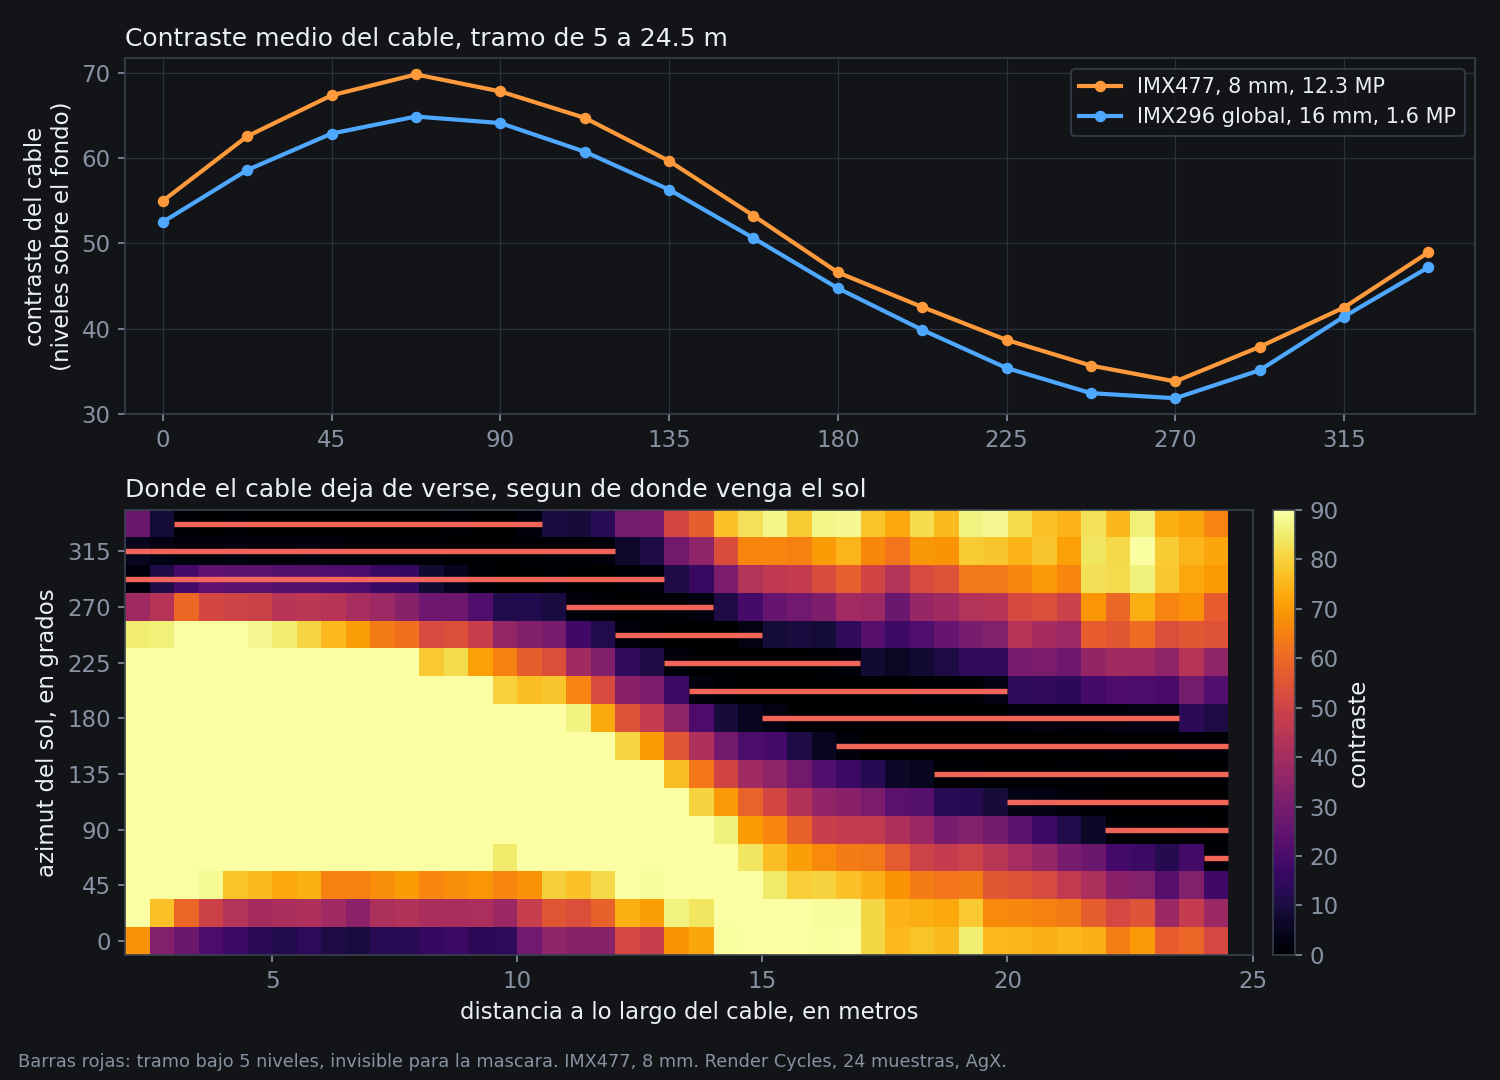 Contraste medio del cable, tramo de 5 a 24.5 m
contraste del cable
(niveles sobre el fondo)
70
60
50
40
30
IMX477, 8 mm, 12.3 MP
IMX296 global, 16 mm, 1.6 MP
0 45 90 135 180 225 270 315
Donde el cable deja de verse, segun de donde venga el sol
azimut del sol, en grados
315
270
225
180
135
90
45
0
5 10 15 20 25
distancia a lo largo del cable, en metros
90
80
70
60
50
40
30
20
10
0
contraste
Barras rojas: tramo bajo 5 niveles, invisible para la mascara. IMX477, 8 mm. Render Cycles, 24 muestras, AgX.